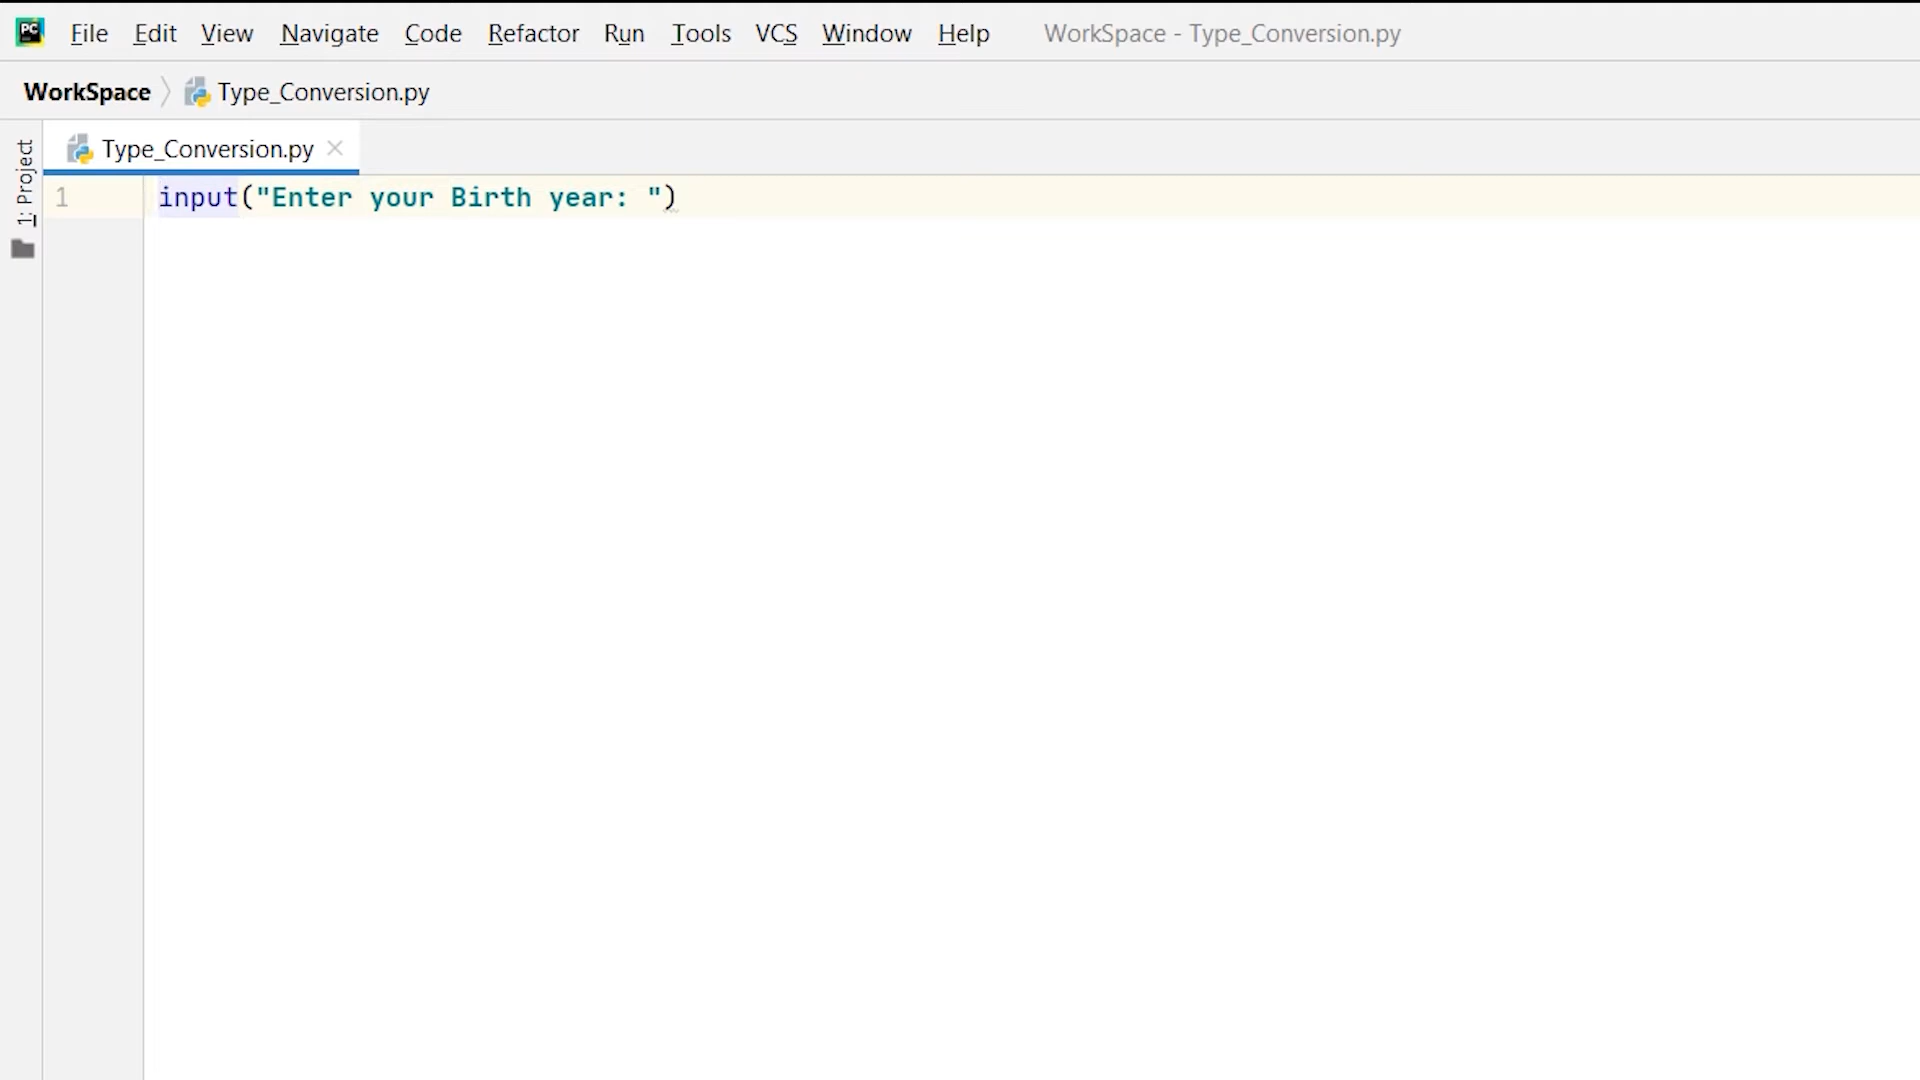 PC File Edit View Navigate Code Refactor Run Tools VCS Window Help WorkSpace - Type_Conversion.py
WorkSpace Type_Conversion.py
Type_Conversion.py
1: Project
1 input("Enter your Birth year: ")